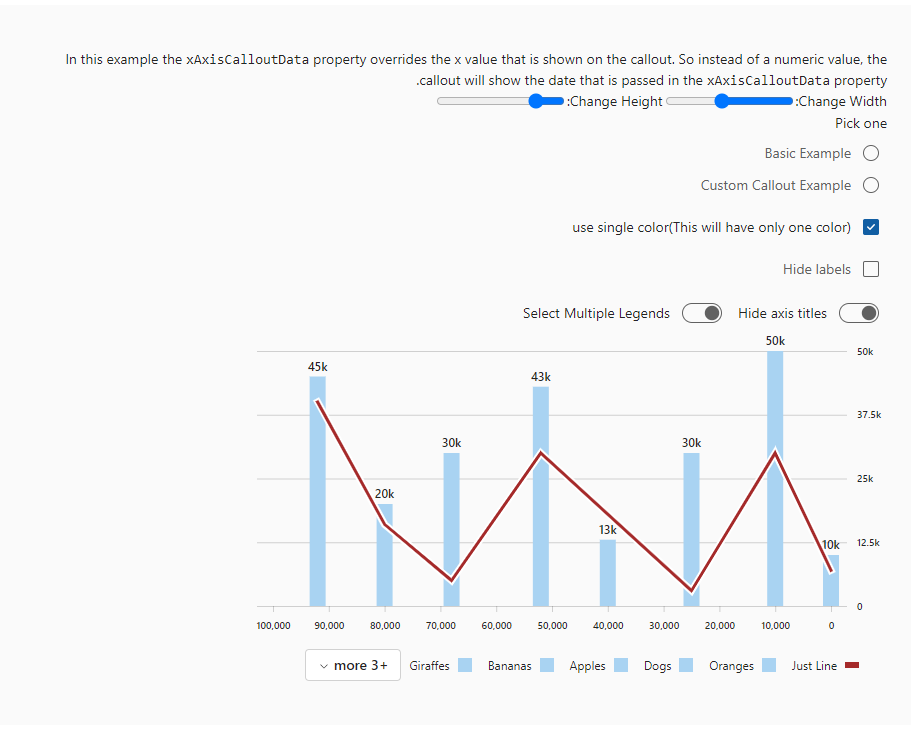 In this example the xAxisCalloutData property overrides the x value that is shown on the callout. So instead of a numeric value, the
.callout will show the date that is passed in the xAxisCalloutData property
:Change Height :Change Width
Pick one
Basic Example
Custom Callout Example
use single color(This will have only one color)
Hide labels
Select Multiple Legends Hide axis titles
50k
50k
45k
43k
37.5k
30k
30k
25k
20k
13k
10k
12.5k
0
100,000 90,000 80,000 70,000 60,000 50,000 40,000 30,000 20,000 10,000 0
more 3+ Giraffes Bananas Apples Dogs Oranges Just Line